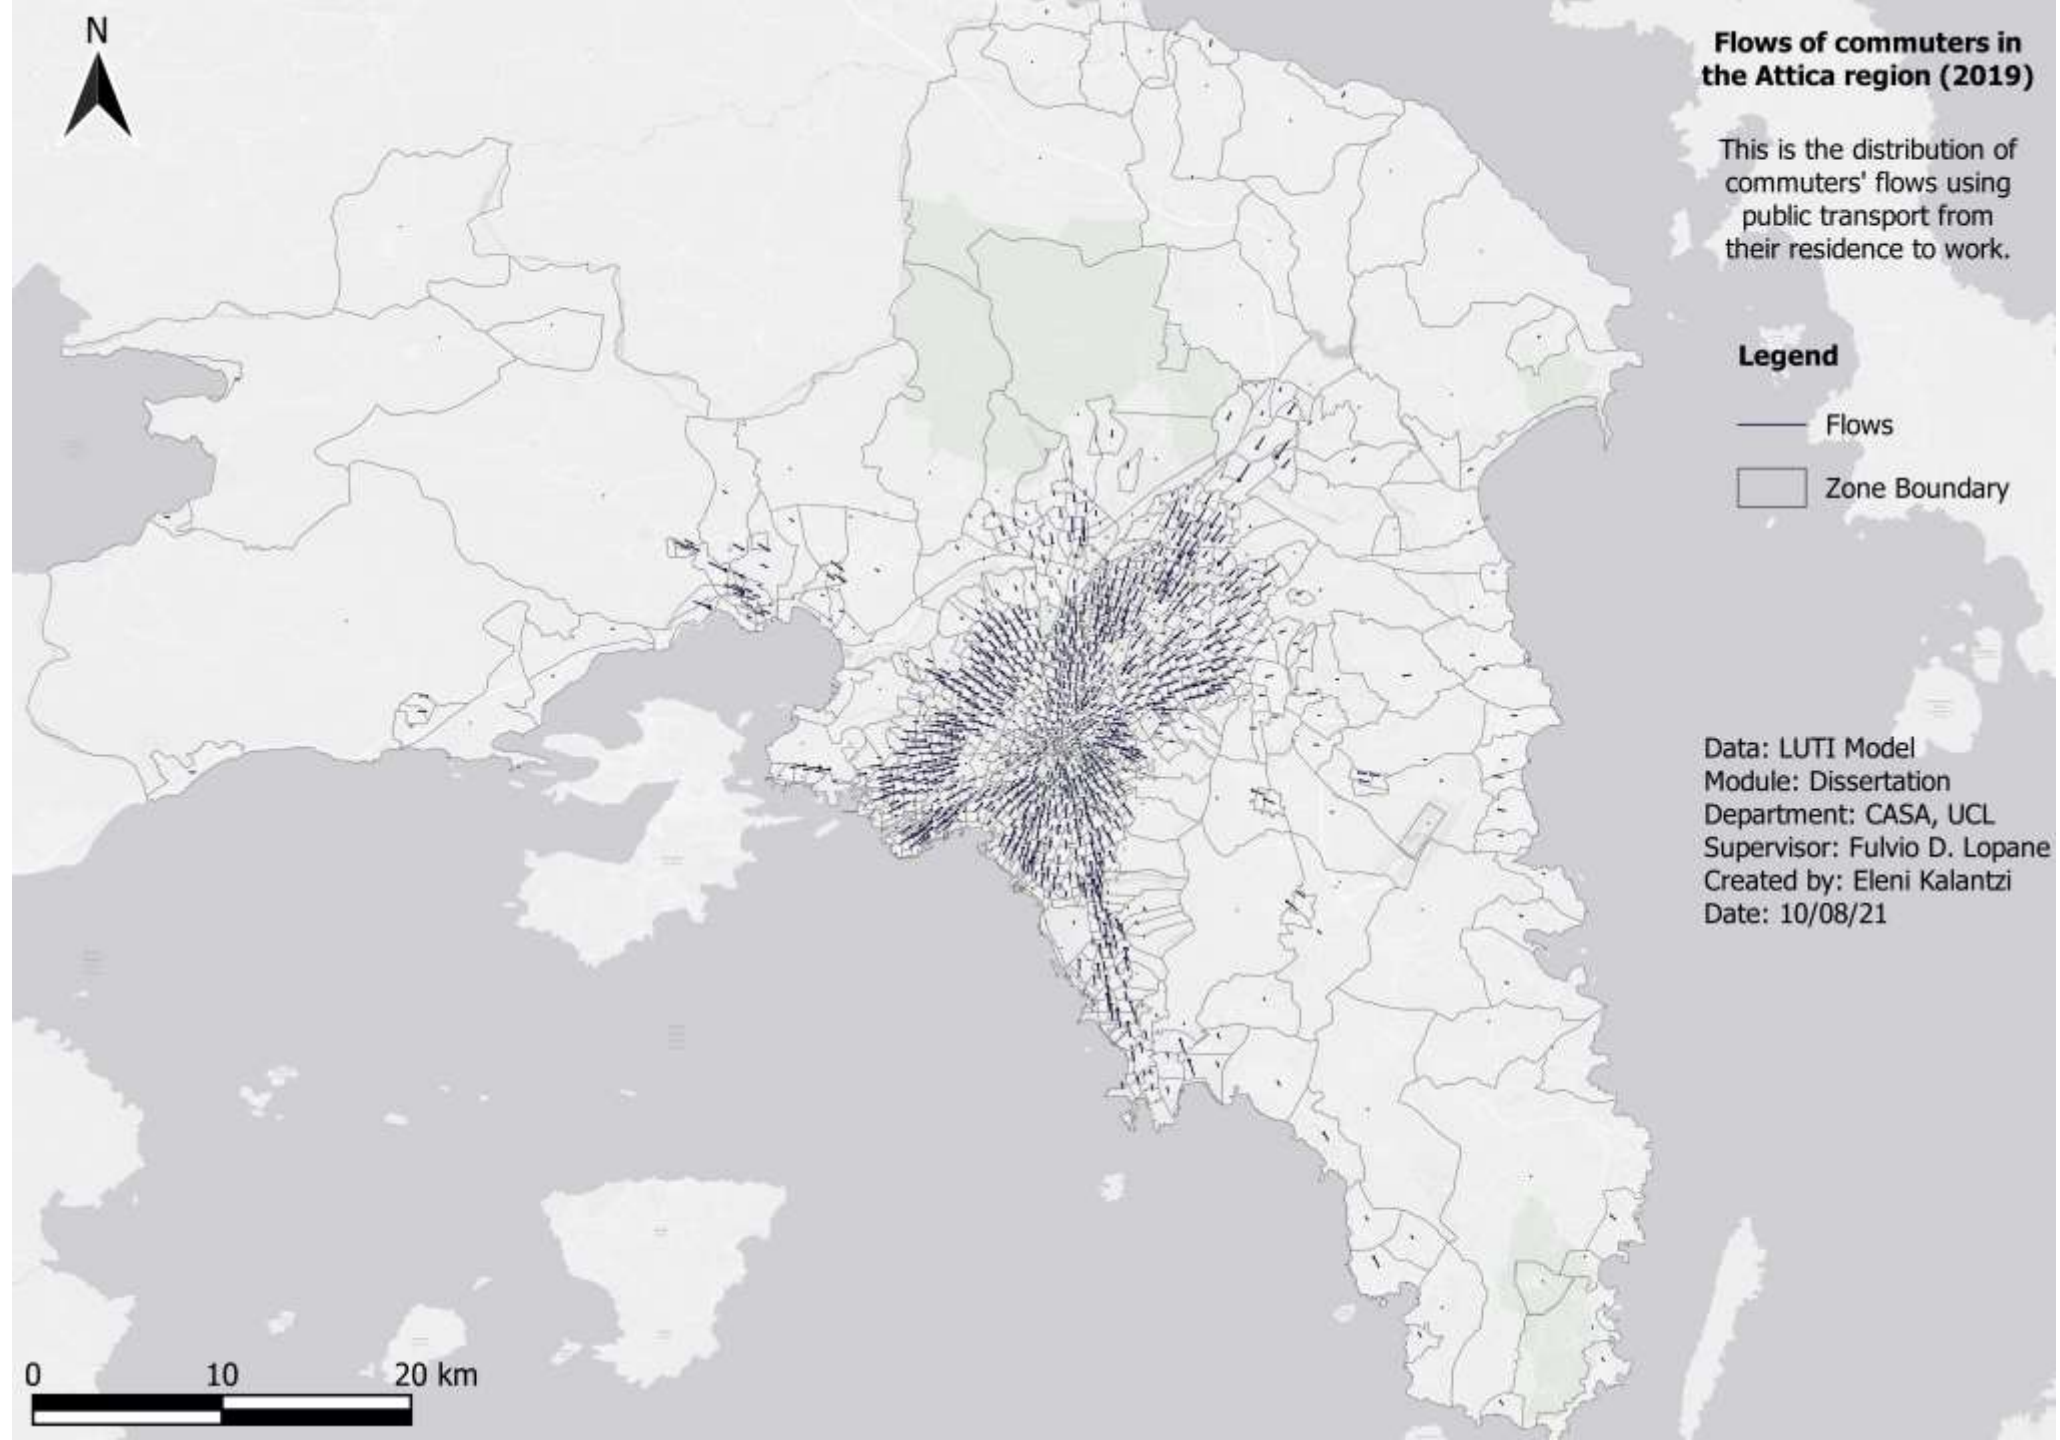 N
Flows of commuters in
the Attica region (2019)
This is the distribution of
commuters' flows using
public transport from
their residence to work.
Legend
Flows
Zone Boundary
Data: LUTI Model
Module: Dissertation
Department: CASA, UCL
Supervisor: Fulvio D. Lopane
Created by: Eleni Kalantzi
Date: 10/08/21
0 10 20 km